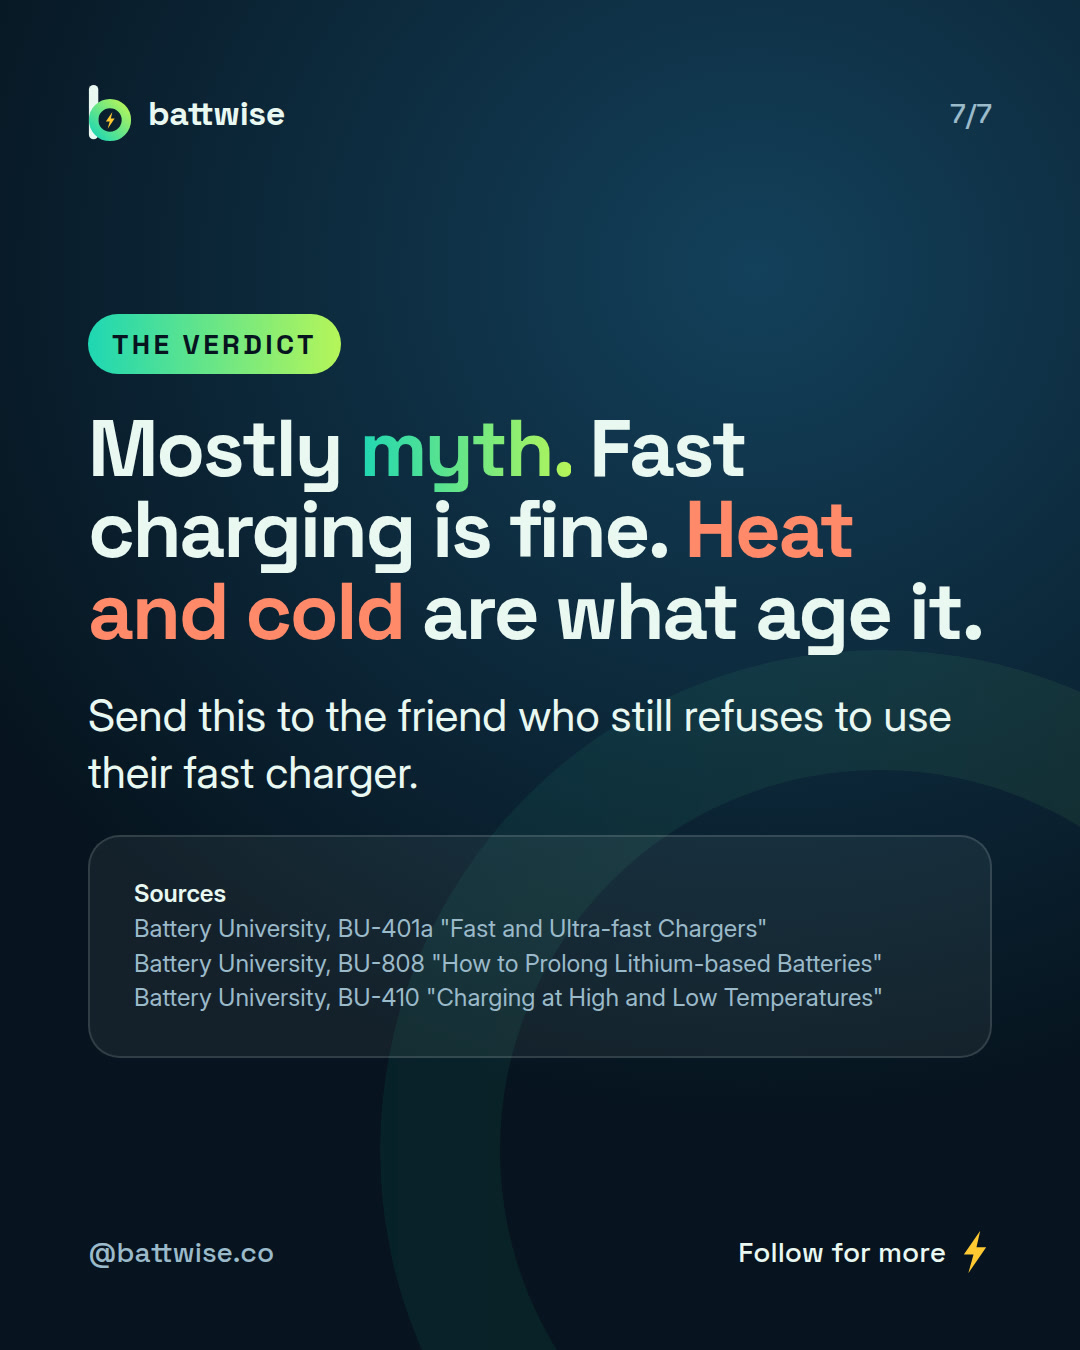 battwise
7/7
THE VERDICT
Mostly myth. Fast
charging is fine. Heat
and cold are what age it.
Send this to the friend who still refuses to use
their fast charger.
Sources
Battery University, BU-401a "Fast and Ultra-fast Chargers"
Battery University, BU-808 "How to Prolong Lithium-based Batteries"
Battery University, BU-410 "Charging at High and Low Temperatures"
@battwise.co
Follow for more